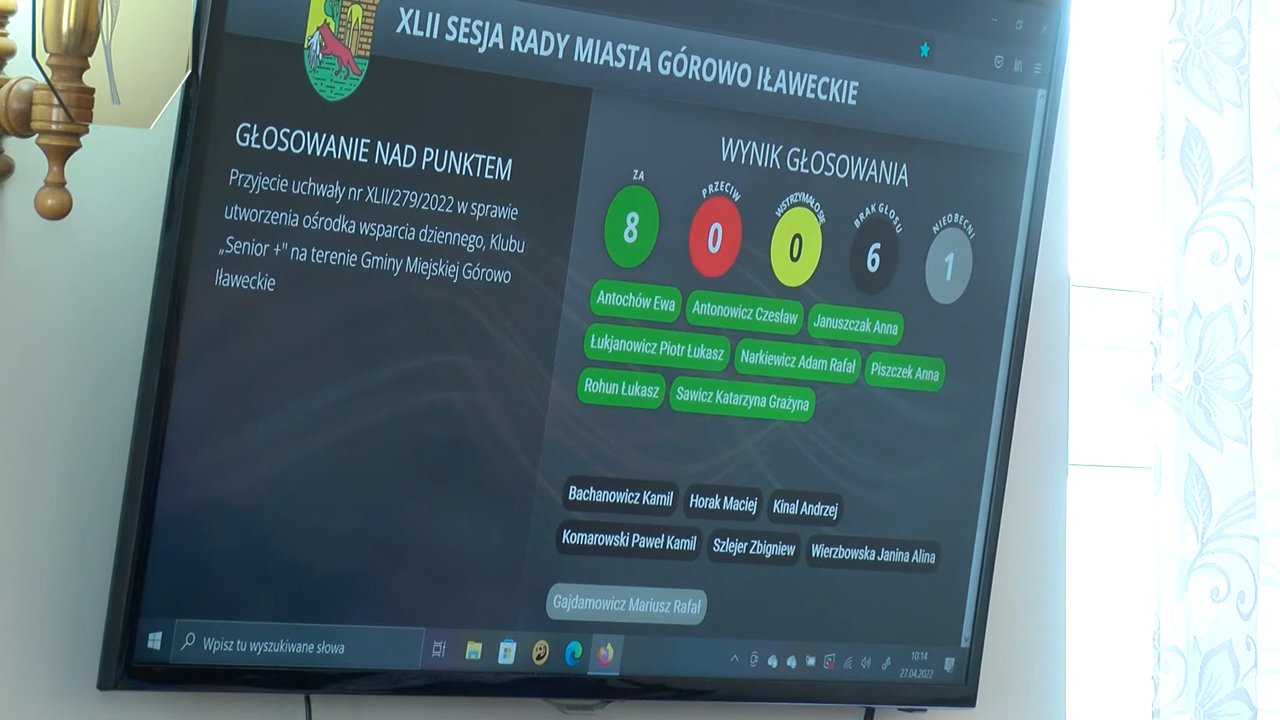 XLII SESJA RADY MIASTA GÓROWO IŁAWECKIE
GŁOSOWANIE NAD PUNKTEM
Przyjecie uchwały nr XLII/279/2022 w sprawie
utworzenia ośrodka wsparcia dziennego, Klubu
„Senior +" na terenie Gminy Miejskiej Górowo
Iławeckie
WYNIK GŁOSOWANIA
ZA PRZECIW WSTRZYMAŁO SIĘ BRAK GŁOSU NIEOBECNI
8 0 0 6 1
Antochów Ewa Antonowicz Czesław Januszczak Anna
Łukjanowicz Piotr Łukasz Narkiewicz Adam Rafał Piszczek Anna
Rohun Łukasz Sawicz Katarzyna Grażyna
Bachanowicz Kamil Horak Maciej Kinal Andrzej
Komarowski Paweł Kamil Szlejer Zbigniew Wierzbowska Janina Alina
Gajdamowicz Mariusz Rafał
Wpisz tu wyszukiwane słowa
10:14
27.04.2022